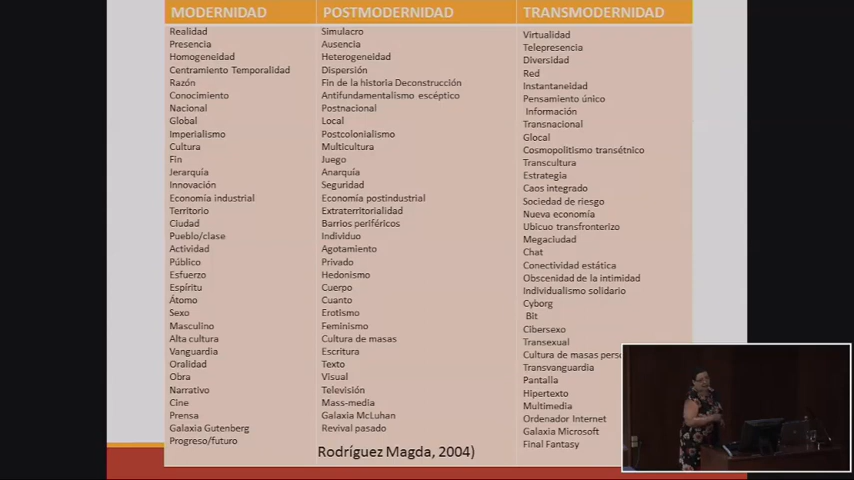 MODERNIDAD
Realidad
Presencia
Homogeneidad
Centramiento Temporalidad
Razón
Conocimiento
Nacional
Global
Imperialismo
Cultura
Fin
Jerarquía
Innovación
Economía industrial
Territorio
Ciudad
Pueblo/clase
Actividad
Público
Esfuerzo
Espíritu
Átomo
Sexo
Masculino
Alta cultura
Vanguardia
Oralidad
Obra
Narrativo
Cine
Prensa
Galaxia Gutenberg
Progreso/futuro
POSTMODERNIDAD
Simulacro
Ausencia
Heterogeneidad
Dispersión
Fin de la historia Deconstrucción
Antifundamentalismo escéptico
Postnacional
Local
Postcolonialismo
Multicultura
Juego
Anarquía
Seguridad
Economía postindustrial
Extraterritorialidad
Barrios periféricos
Individuo
Agotamiento
Privado
Hedonismo
Cuerpo
Cuanto
Erotismo
Feminismo
Cultura de masas
Escritura
Texto
Visual
Televisión
Mass-media
Galaxia McLuhan
Revival pasado
TRANSMODERNIDAD
Virtualidad
Telepresencia
Diversidad
Red
Instantaneidad
Pensamiento único
Información
Transnacional
Glocal
Cosmopolitismo transétnico
Transcultura
Estrategia
Caos integrado
Sociedad de riesgo
Nueva economía
Ubicuo transfronterizo
Megaciudad
Chat
Conectividad estática
Obscenidad de la intimidad
Individualismo solidario
Cyborg
Bit
Cibersexo
Transexual
Cultura de masas
Transvanguardia
Pantalla
Hipertexto
Multimedia
Ordenador Internet
Galaxia Microsoft
Final Fantasy
Rodríguez Magda, 2004)